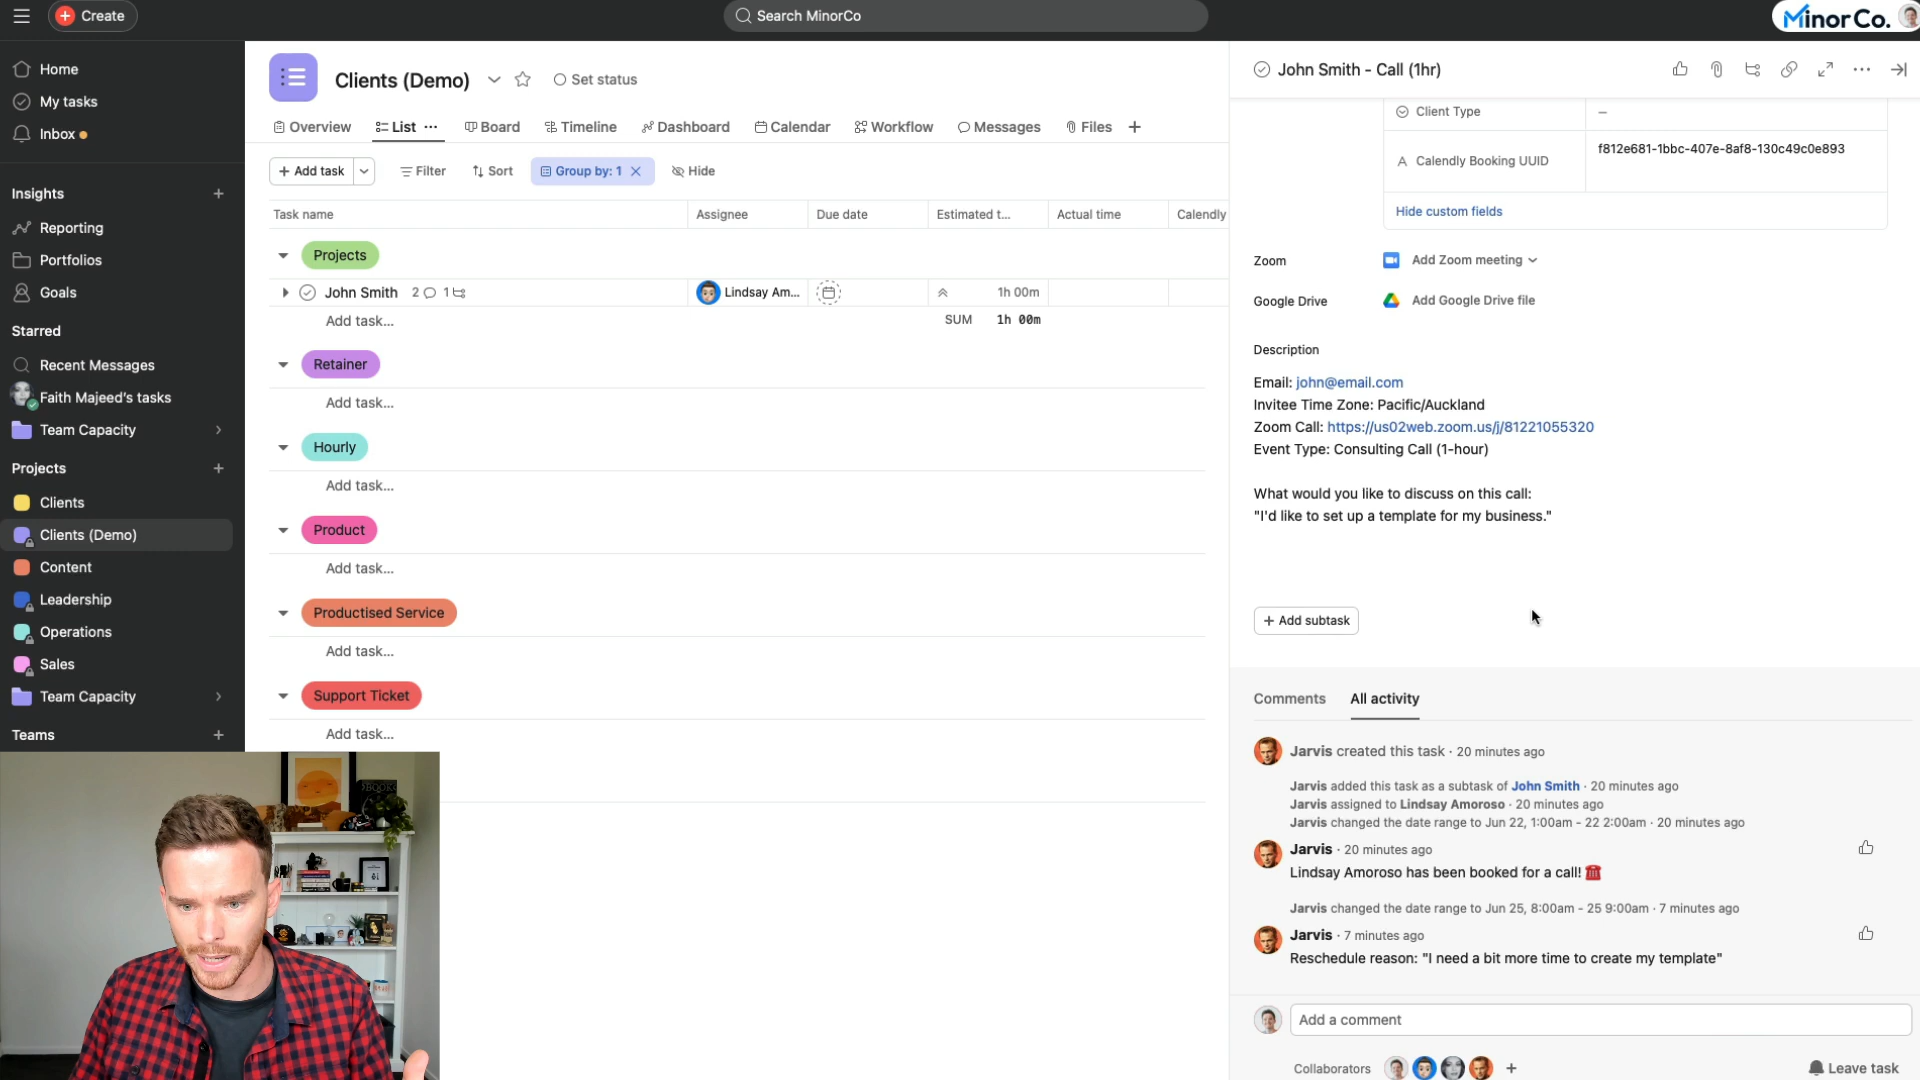 Create
Search MinorCo
MinorCo.
Home
My tasks
Inbox
Insights
Reporting
Portfolios
Goals
Starred
Recent Messages
Faith Majeed's tasks
Team Capacity
Projects
Clients
Clients (Demo)
Content
Leadership
Operations
Sales
Team Capacity
Teams
Clients (Demo)
Set status
Overview
List
Board
Timeline
Dashboard
Calendar
Workflow
Messages
Files
Add task
Filter
Sort
Group by: 1
Hide
Task name
Assignee
Due date
Estimated t...
Actual time
Calendly
Projects
John Smith 2 1
Lindsay Am...
1h 00m
Add task...
SUM 1h 00m
Retainer
Add task...
Hourly
Add task...
Product
Add task...
Productised Service
Add task...
Support Ticket
Add task...
John Smith - Call (1hr)
Client Type
—
Calendly Booking UUID
f812e681-1bbc-407e-8af8-130c49c0e893
Hide custom fields
Zoom
Add Zoom meeting
Google Drive
Add Google Drive file
Description
Email: john@email.com
Invitee Time Zone: Pacific/Auckland
Zoom Call: https://us02web.zoom.us/j/81221055320
Event Type: Consulting Call (1-hour)
What would you like to discuss on this call:
"I'd like to set up a template for my business."
+ Add subtask
Comments
All activity
Jarvis created this task · 20 minutes ago
Jarvis added this task as a subtask of John Smith · 20 minutes ago
Jarvis assigned to Lindsay Amoroso · 20 minutes ago
Jarvis changed the date range to Jun 22, 1:00am - 22 2:00am · 20 minutes ago
Jarvis · 20 minutes ago
Lindsay Amoroso has been booked for a call! ☎️
Jarvis changed the date range to Jun 25, 8:00am - 25 9:00am · 7 minutes ago
Jarvis · 7 minutes ago
Reschedule reason: "I need a bit more time to create my template"
Add a comment
Collaborators
Leave task